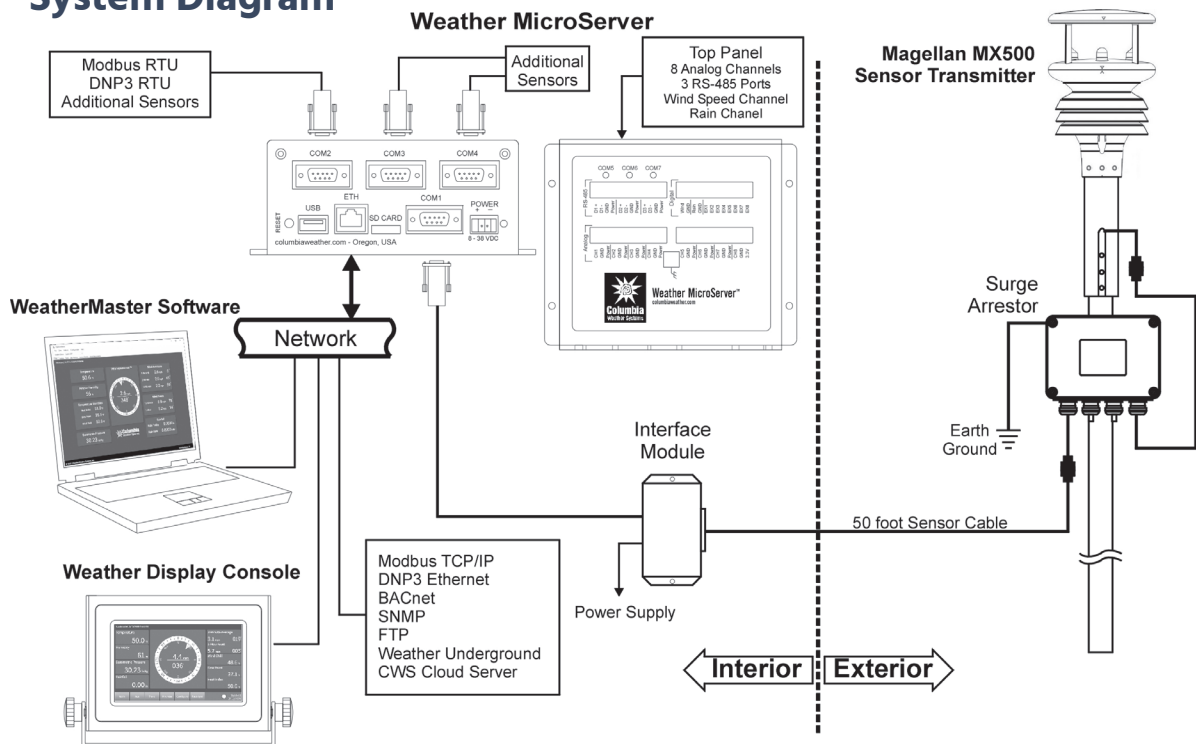 System Diagram
Weather MicroServer
Modbus RTU
DNP3 RTU
Additional Sensors
Additional
Sensors
Top Panel
8 Analog Channels
3 RS-485 Ports
Wind Speed Channel
Rain Chanel
Magellan MX500
Sensor Transmitter
COM2
COM3
COM4
USB
ETH
SD CARD
COM1
POWER
+ −
8 - 36 VDC
RESET
columbiaweather.com - Oregon, USA
COM5 COM6 COM7
RS-485
Digital
Analog
Columbia
Weather Systems
Weather MicroServer™
columbiaweather.com
Surge
Arrestor
Earth
Ground
WeatherMaster Software
Network
Interface
Module
50 foot Sensor Cable
Power Supply
Weather Display Console
Modbus TCP/IP
DNP3 Ethernet
BACnet
SNMP
FTP
Weather Underground
CWS Cloud Server
Interior
Exterior